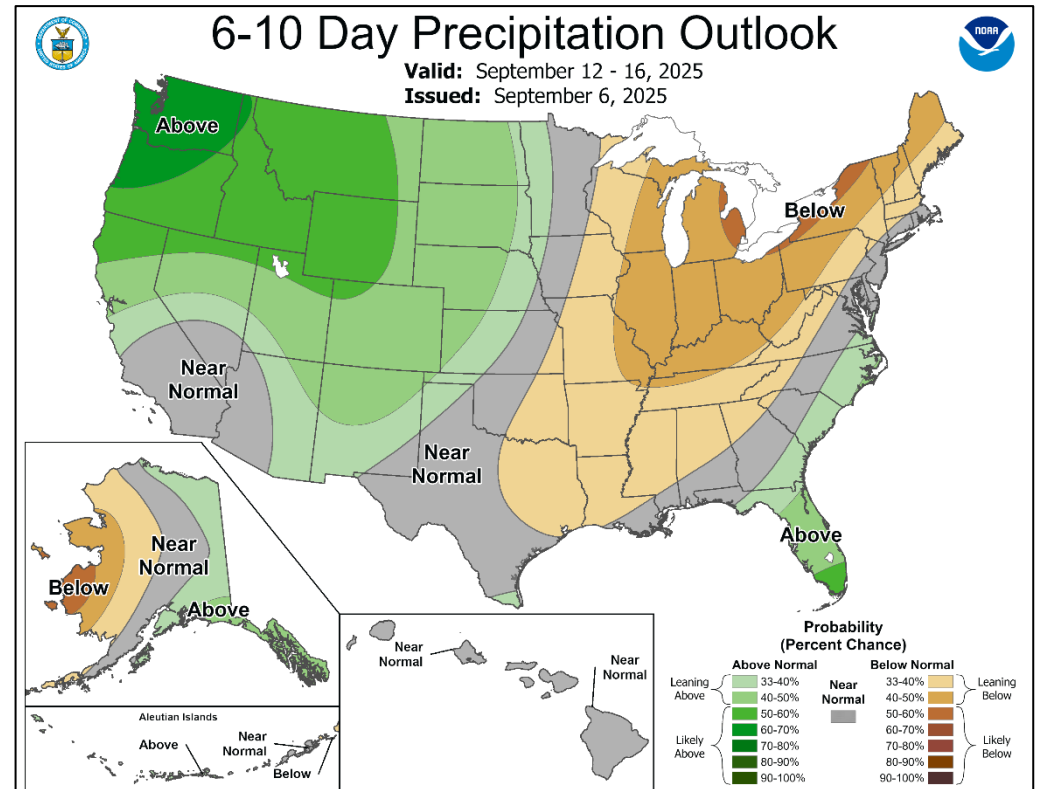 6-10 Day Precipitation Outlook
Valid: September 12 - 16, 2025
Issued: September 6, 2025
NOAA
Above
Below
Near
Normal
Near
Normal
Above
Near
Normal
Below
Above
Aleutian Islands
Above
Near
Normal
Below
Near
Normal
Near
Normal
Probability
(Percent Chance)
Above Normal
Below Normal
Leaning
Above
33-40%
40-50%
Likely
Above
50-60%
60-70%
70-80%
80-90%
90-100%
Near
Normal
33-40%
40-50%
Leaning
Below
50-60%
60-70%
70-80%
80-90%
90-100%
Likely
Below